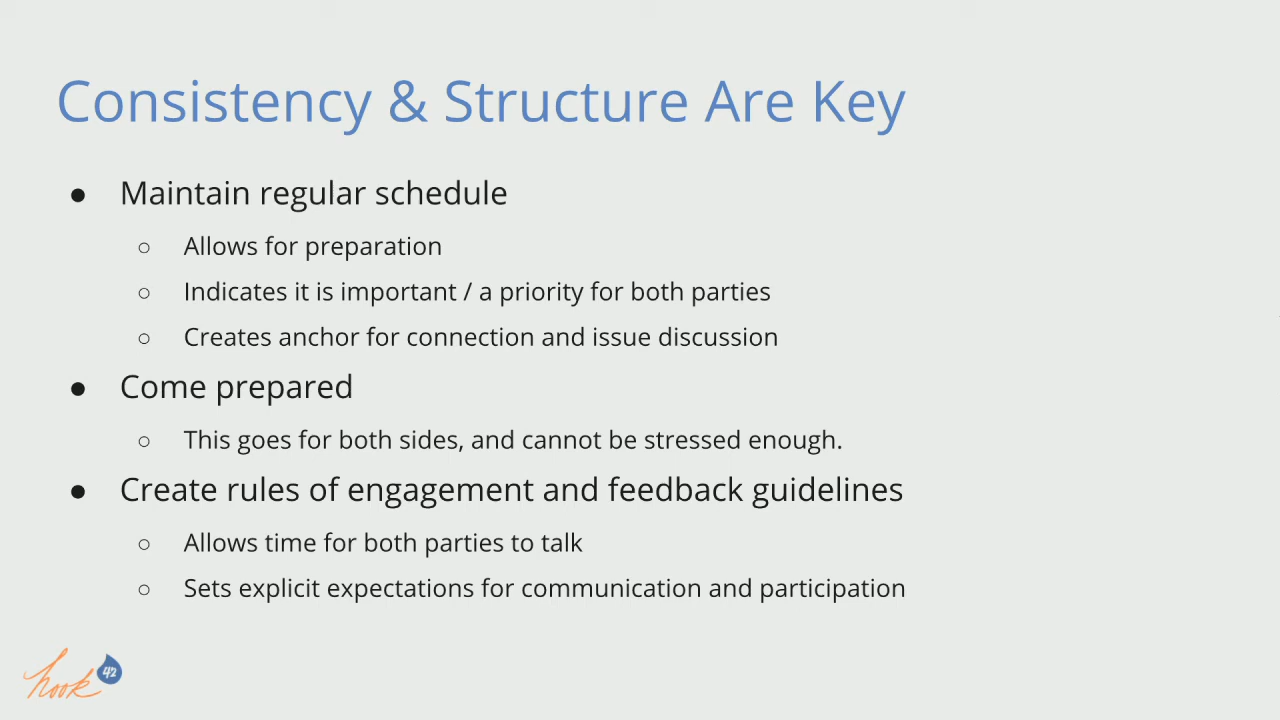 Consistency & Structure Are Key
● Maintain regular schedule
○ Allows for preparation
○ Indicates it is important / a priority for both parties
○ Creates anchor for connection and issue discussion
● Come prepared
○ This goes for both sides, and cannot be stressed enough.
● Create rules of engagement and feedback guidelines
○ Allows time for both parties to talk
○ Sets explicit expectations for communication and participation
hook 42